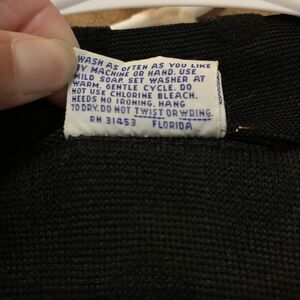 WASH AS OFTEN AS YOU LIKE
BY MACHINE OR HAND. USE
MILD SOAP. SET WASHER AT
WARM, GENTLE CYCLE. DO
NOT USE CHLORINE BLEACH.
NEEDS NO IRONING. HANG
TO DRY. DO NOT TWIST OR WRING.
RN 31453 FLORIDA